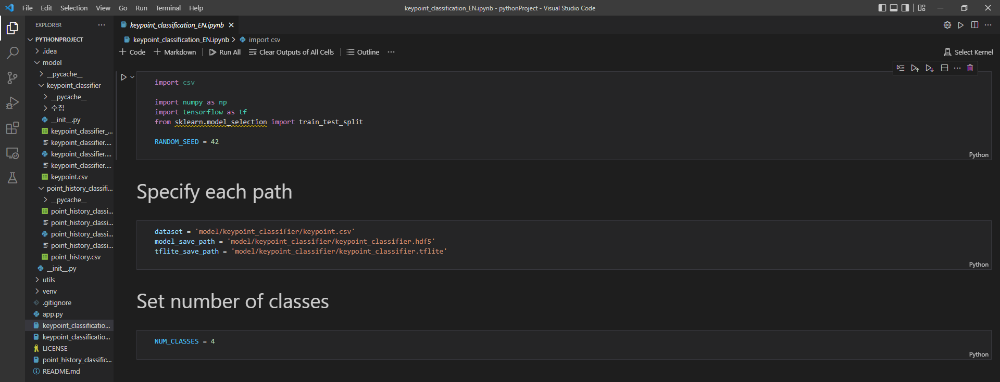 File Edit Selection View Go Run Terminal Help
keypoint_classification_EN.ipynb - pythonProject - Visual Studio Code
EXPLORER
PYTHONPROJECT
.idea
model
__pycache__
keypoint_classifier
__pycache__
수집
__init__.py
keypoint_classifier_...
keypoint_classifier....
keypoint_classifier....
keypoint_classifier....
keypoint.csv
point_history_classifi...
__pycache__
point_history_classi...
point_history_classi...
point_history_classi...
point_history_classi...
point_history.csv
__init__.py
utils
venv
.gitignore
app.py
keypoint_classificatio...
keypoint_classificatio...
LICENSE
point_history_classific...
README.md
keypoint_classification_EN.ipynb
keypoint_classification_EN.ipynb > import csv
+ Code + Markdown | Run All Clear Outputs of All Cells | Outline ...
Select Kernel
import csv
import numpy as np
import tensorflow as tf
from sklearn.model_selection import train_test_split
RANDOM_SEED = 42
Python
Specify each path
dataset = 'model/keypoint_classifier/keypoint.csv'
model_save_path = 'model/keypoint_classifier/keypoint_classifier.hdf5'
tflite_save_path = 'model/keypoint_classifier/keypoint_classifier.tflite'
Python
Set number of classes
NUM_CLASSES = 4
Python